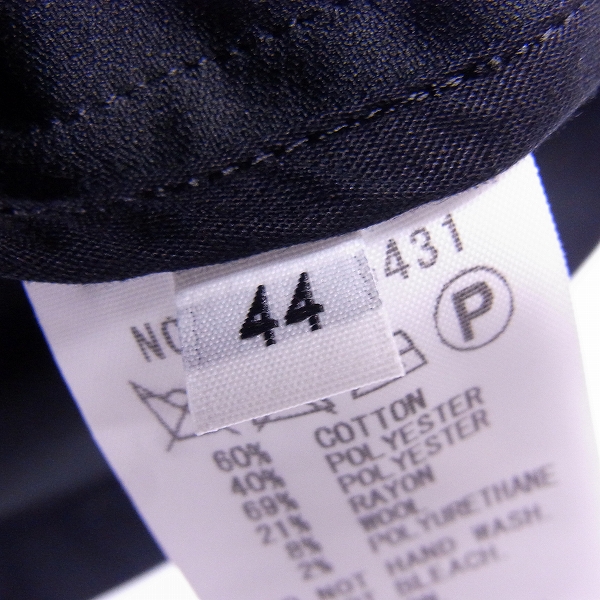 431
NO
44
P
60% COTTON
40% POLYESTER
69% POLYESTER
21% RAYON
8% WOOL
2% POLYURETHANE
NOT HAND WASH.
BLEACH.